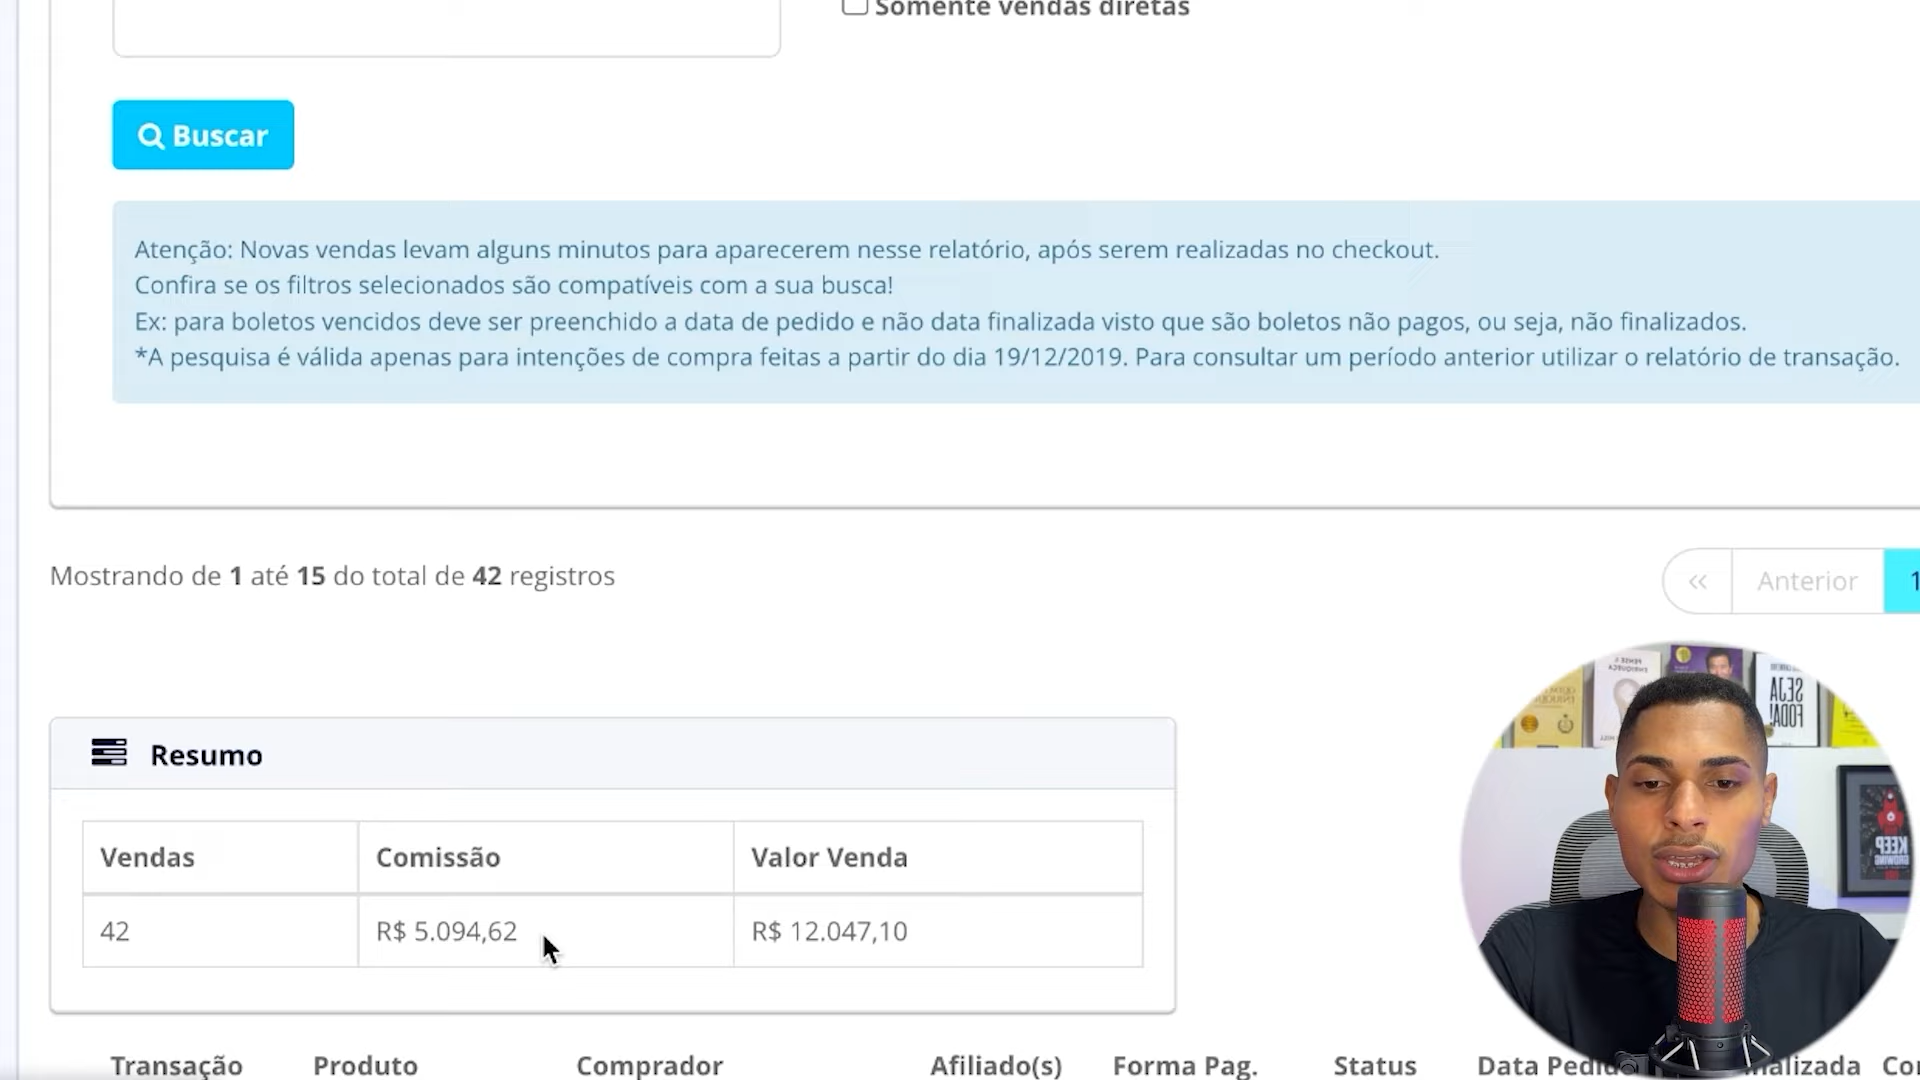 Somente vendas diretas
Buscar
Atenção: Novas vendas levam alguns minutos para aparecerem nesse relatório, após serem realizadas no checkout.
Confira se os filtros selecionados são compatíveis com a sua busca!
Ex: para boletos vencidos deve ser preenchido a data de pedido e não data finalizada visto que são boletos não pagos, ou seja, não finalizados.
*A pesquisa é válida apenas para intenções de compra feitas a partir do dia 19/12/2019. Para consultar um período anterior utilizar o relatório de transação.
Mostrando de 1 até 15 do total de 42 registros
« Anterior 1
Resumo
Vendas Comissão Valor Venda
42 R$ 5.094,62 R$ 12.047,10
SEJA
FODA!
KEEP
GROWING
Transação Produto Comprador Afiliado(s) Forma Pag. Status Data